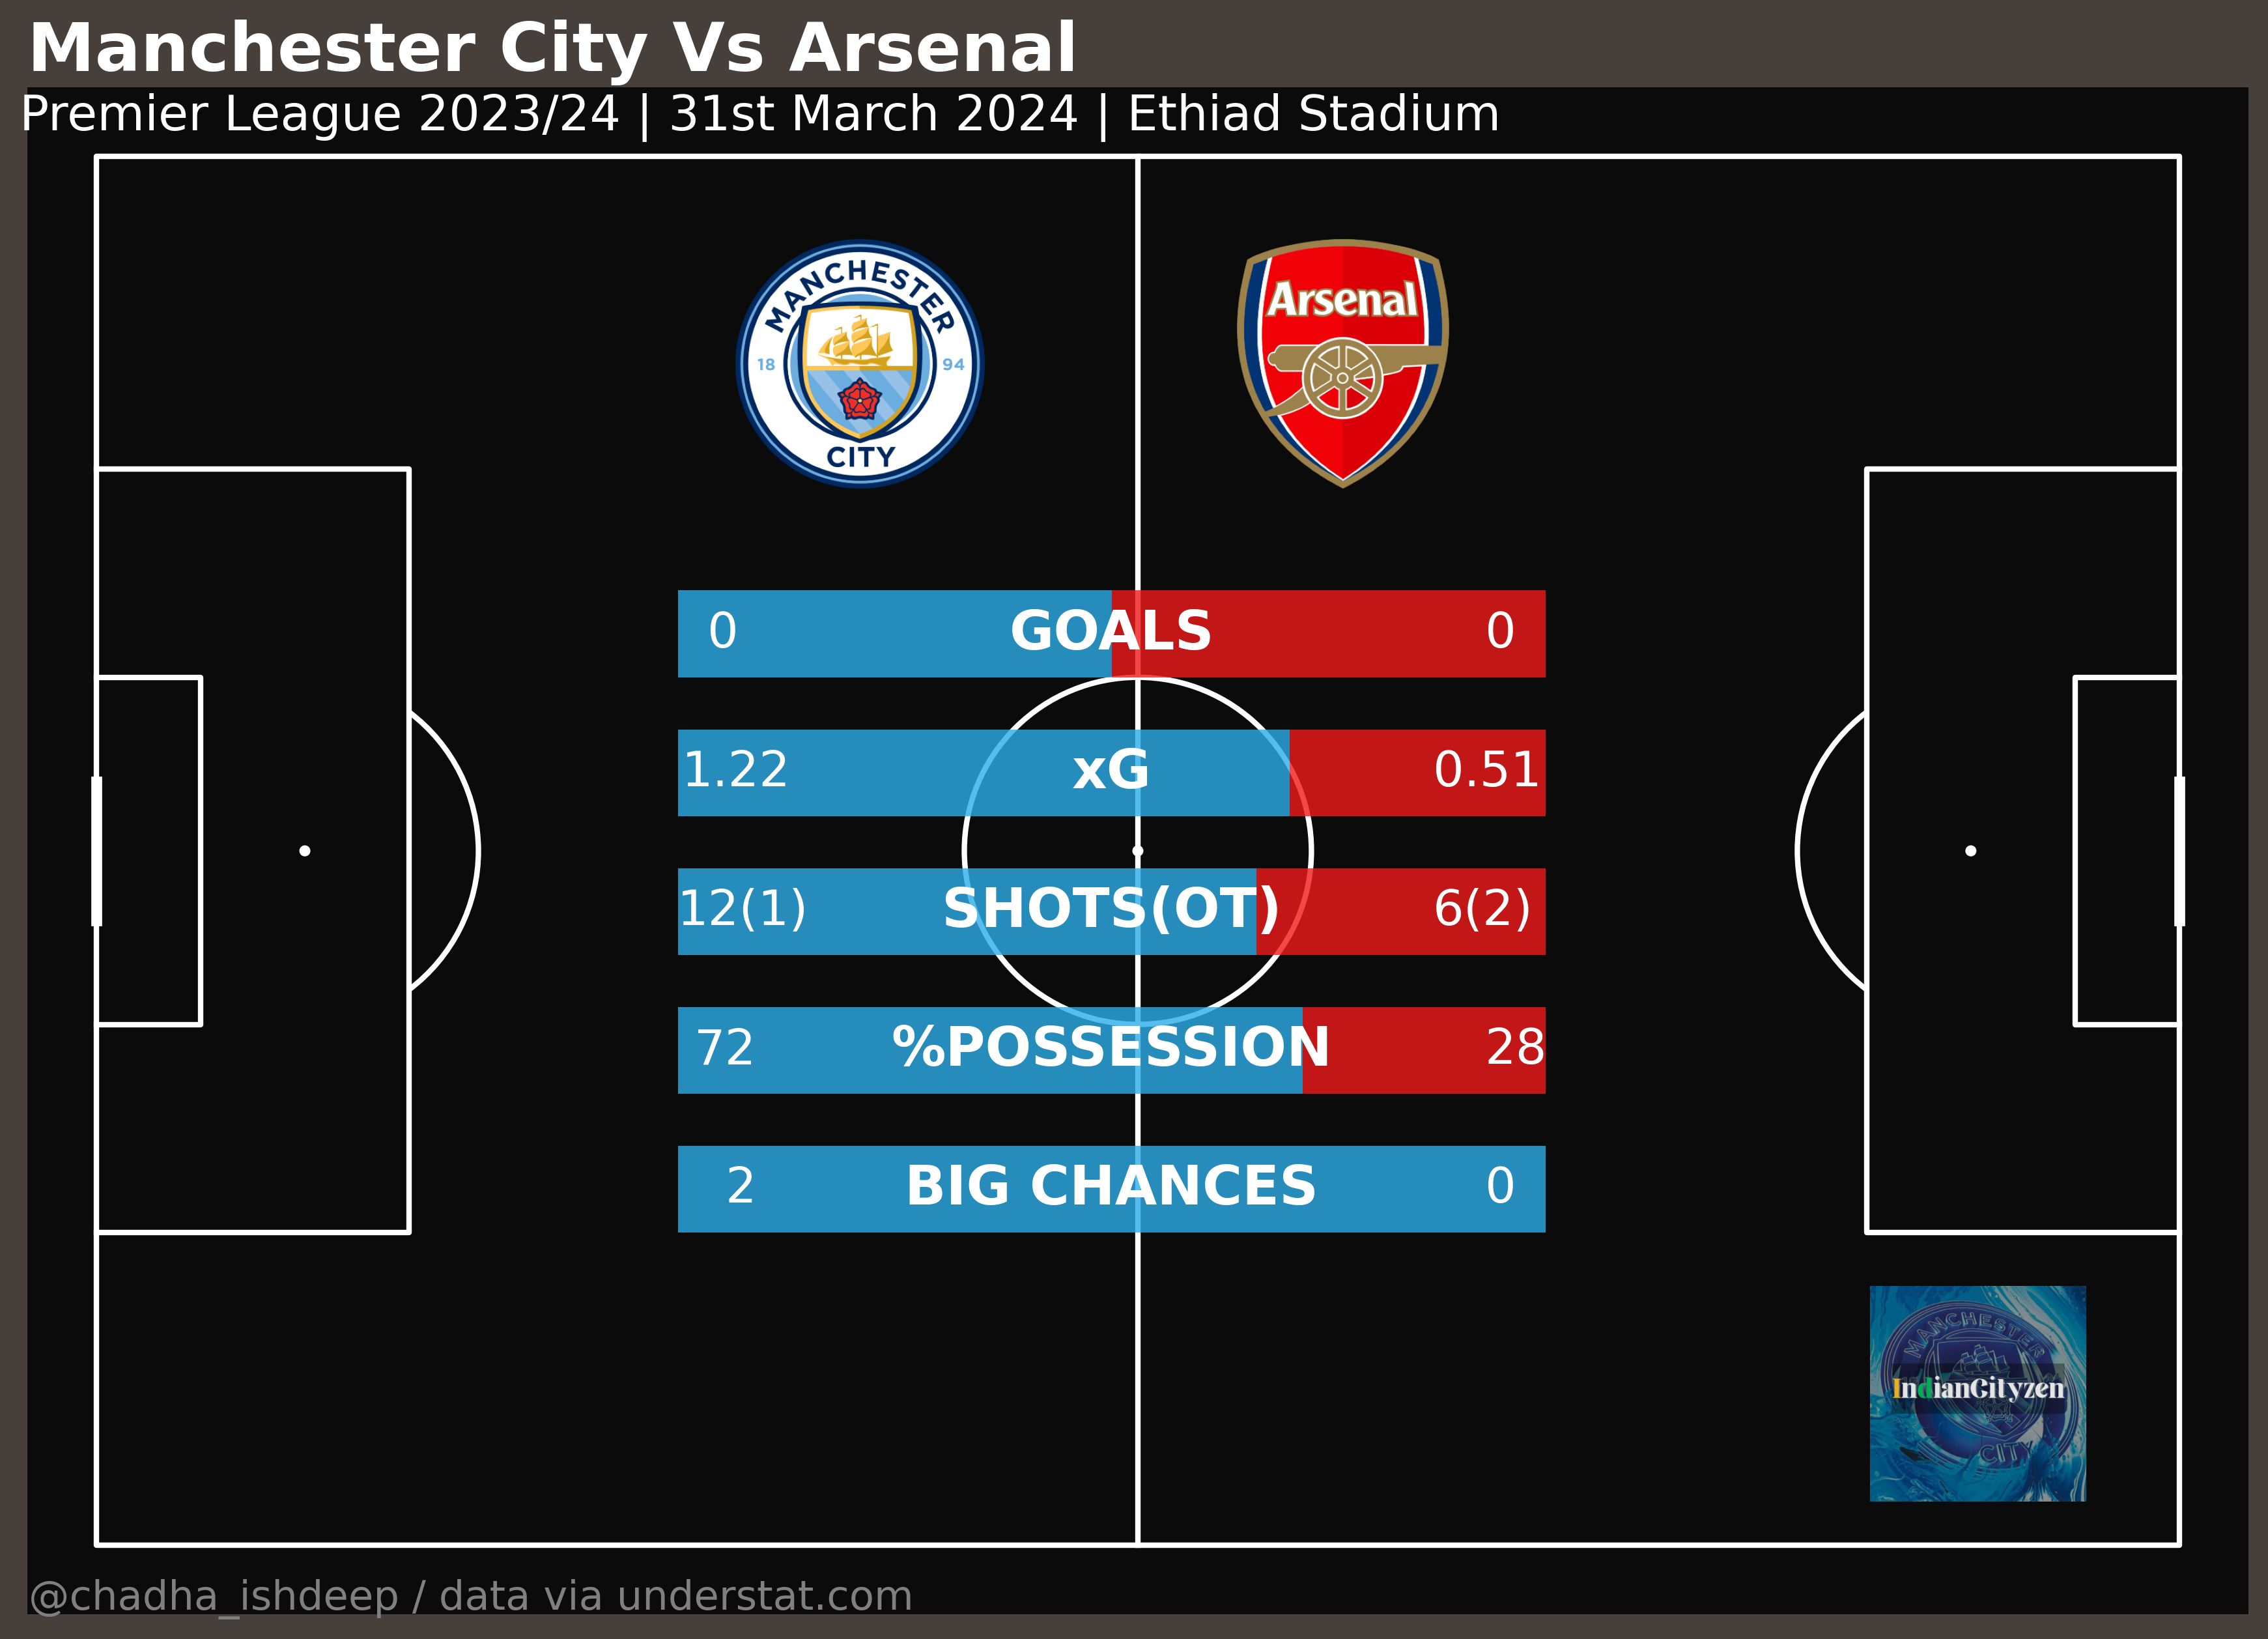 Manchester City Vs Arsenal
Premier League 2023/24 | 31st March 2024 | Ethiad Stadium
MANCHESTER
18 94
CITY
Arsenal
0 GOALS 0
1.22 xG 0.51
12(1) SHOTS(OT) 6(2)
72 %POSSESSION 28
2 BIG CHANCES 0
MANCHESTER
IndianCityzen
CITY
@chadha_ishdeep / data via understat.com